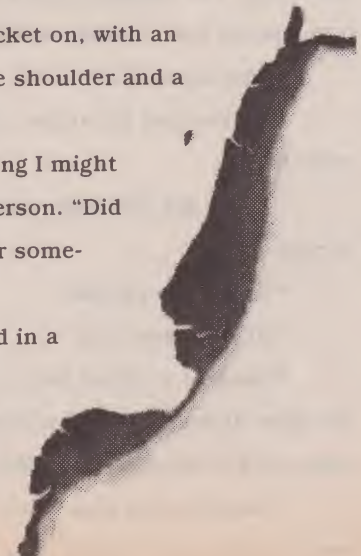 cket on, with an
e shoulder and a
ng I might
erson. “Did
r some-
d in a